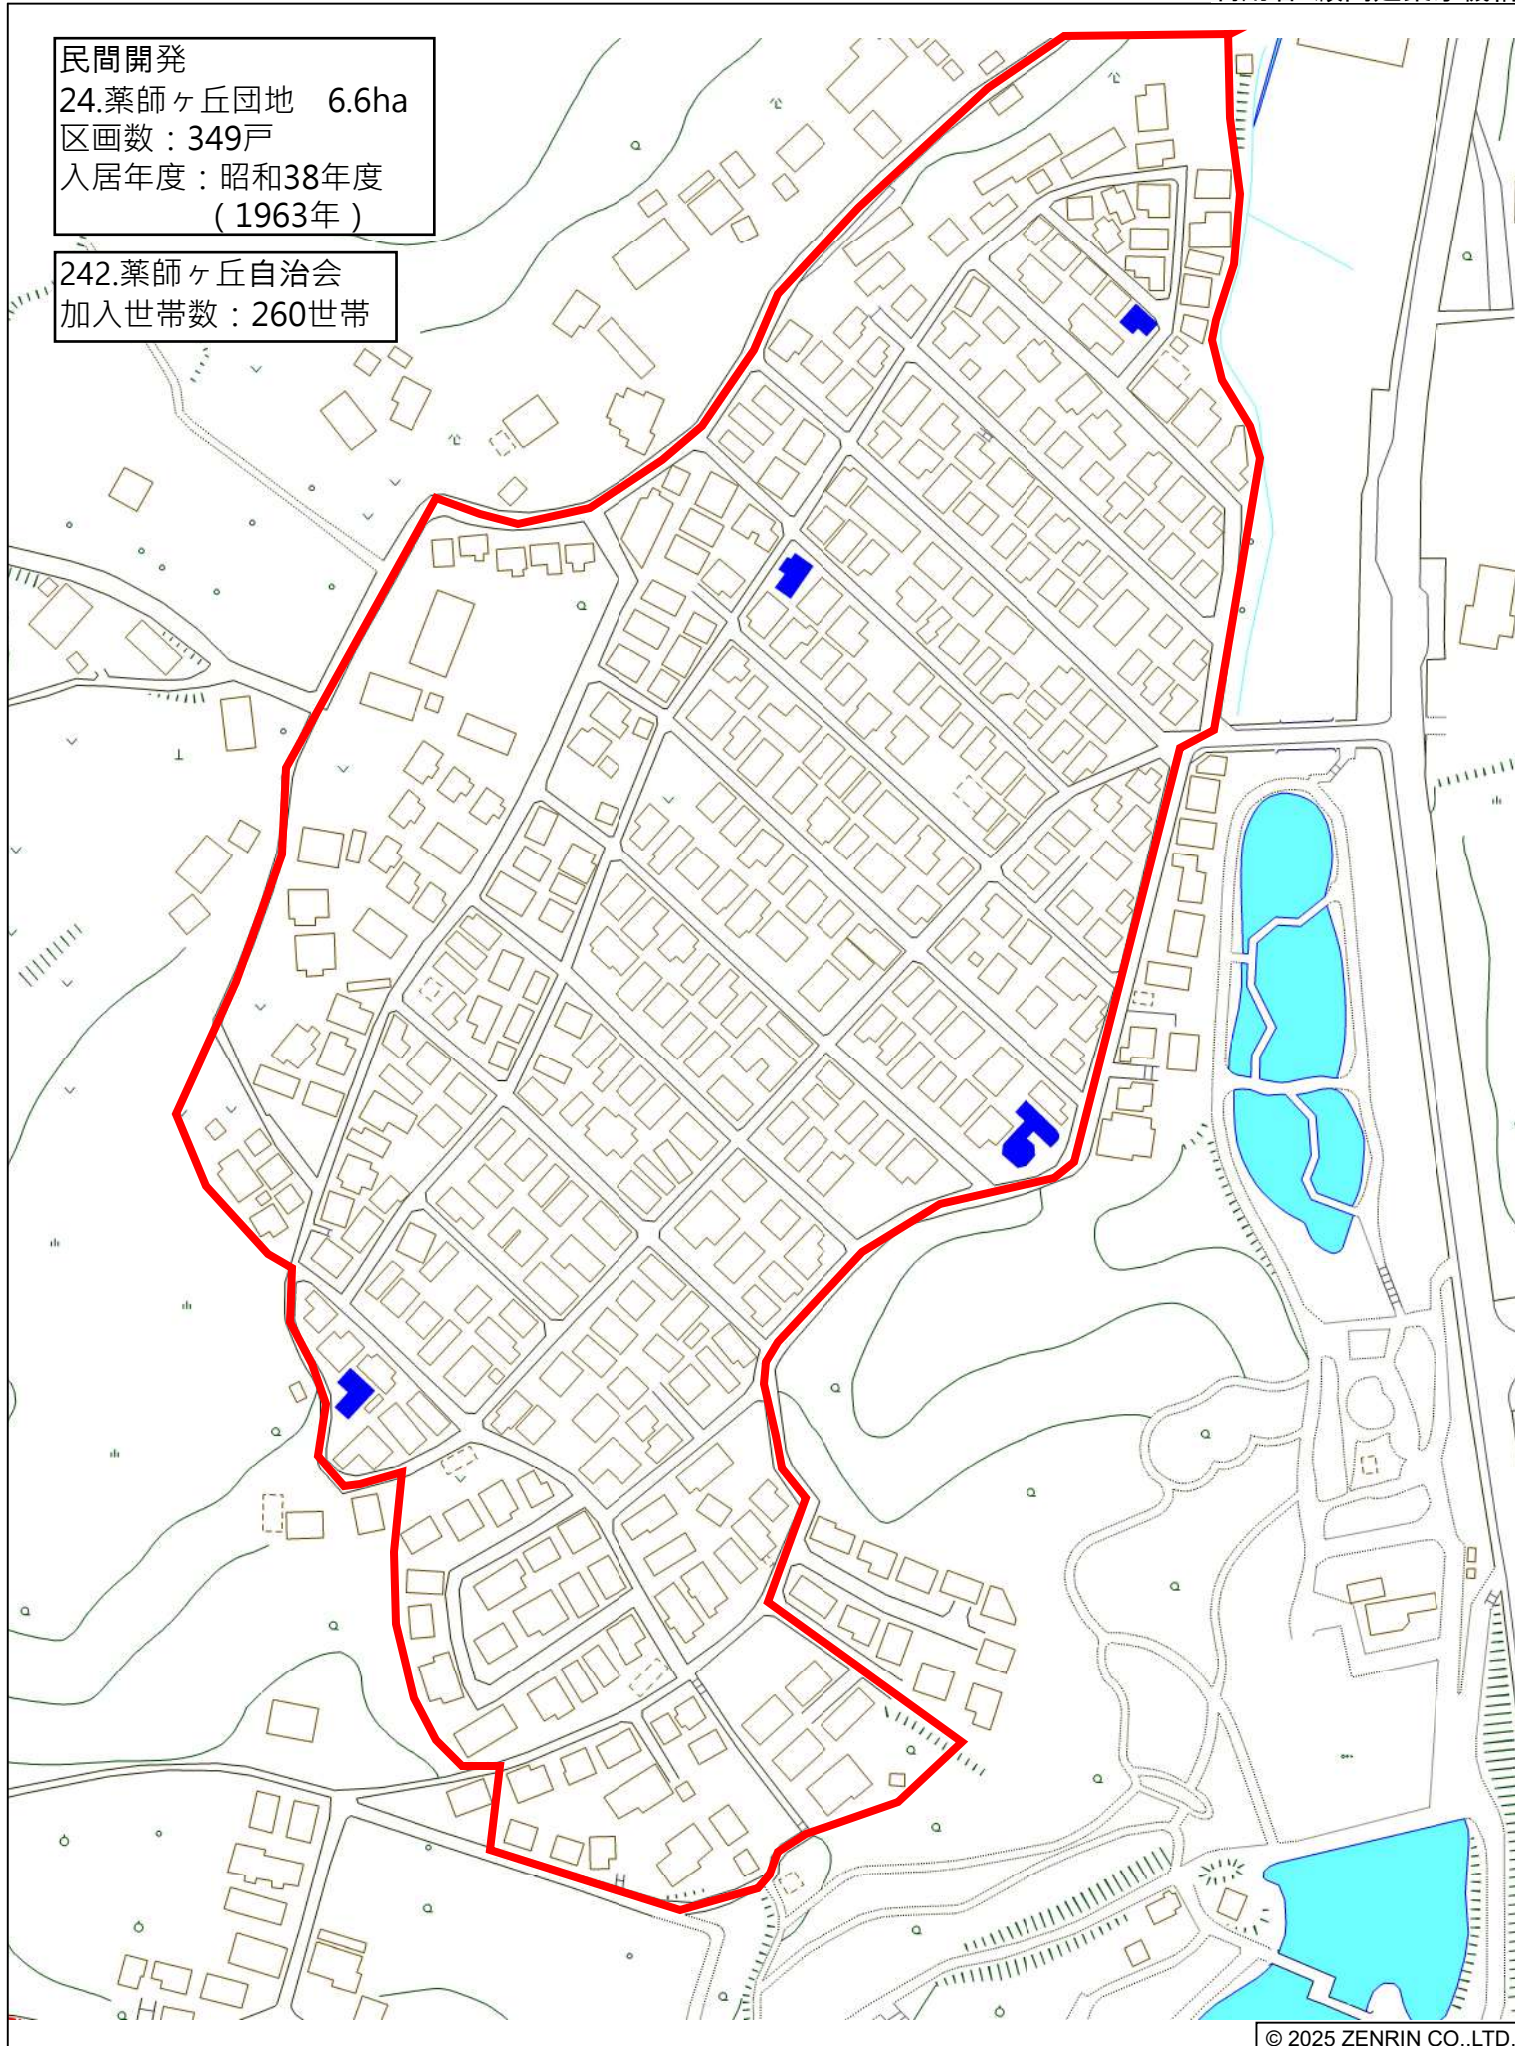 民間開発
24.薬師ヶ丘団地　6.6ha
区画数：349戸
入居年度：昭和38年度
（1963年）
242.薬師ヶ丘自治会
加入世帯数：260世帯
© 2025 ZENRIN CO.,LTD.